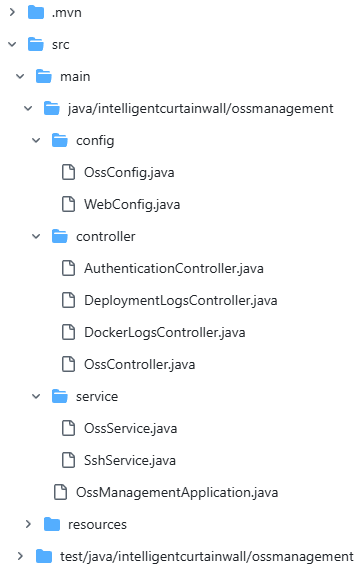 .mvn
src
main
java/intelligentcurtainwall/ossmanagement
config
OssConfig.java
WebConfig.java
controller
AuthenticationController.java
DeploymentLogsController.java
DockerLogsController.java
OssController.java
service
OssService.java
SshService.java
OssManagementApplication.java
resources
test/java/intelligentcurtainwall/ossmanagement